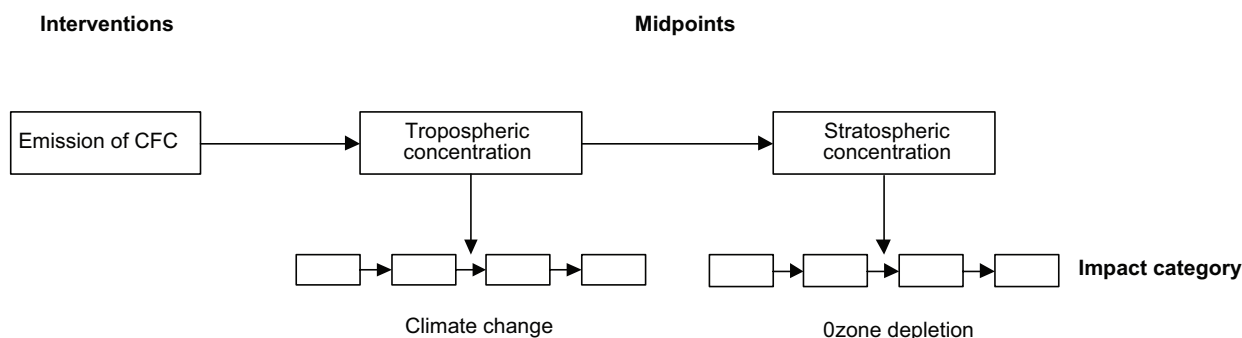 Interventions
Midpoints
Emission of CFC
Tropospheric
concentration
Stratospheric
concentration
Impact category
Climate change
0zone depletion